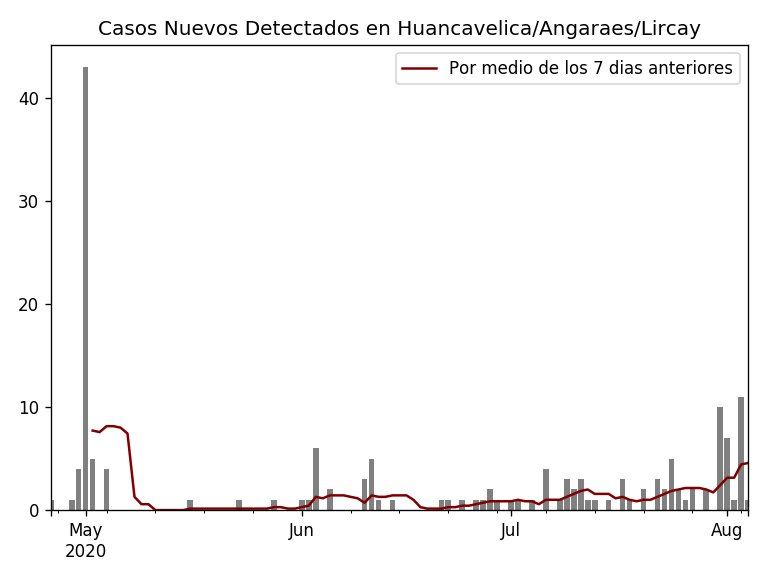 Casos Nuevos Detectados en Huancavelica/Angaraes/Lircay
Por medio de los 7 dias anteriores
40
30
20
10
0
May Jun Jul Aug
2020